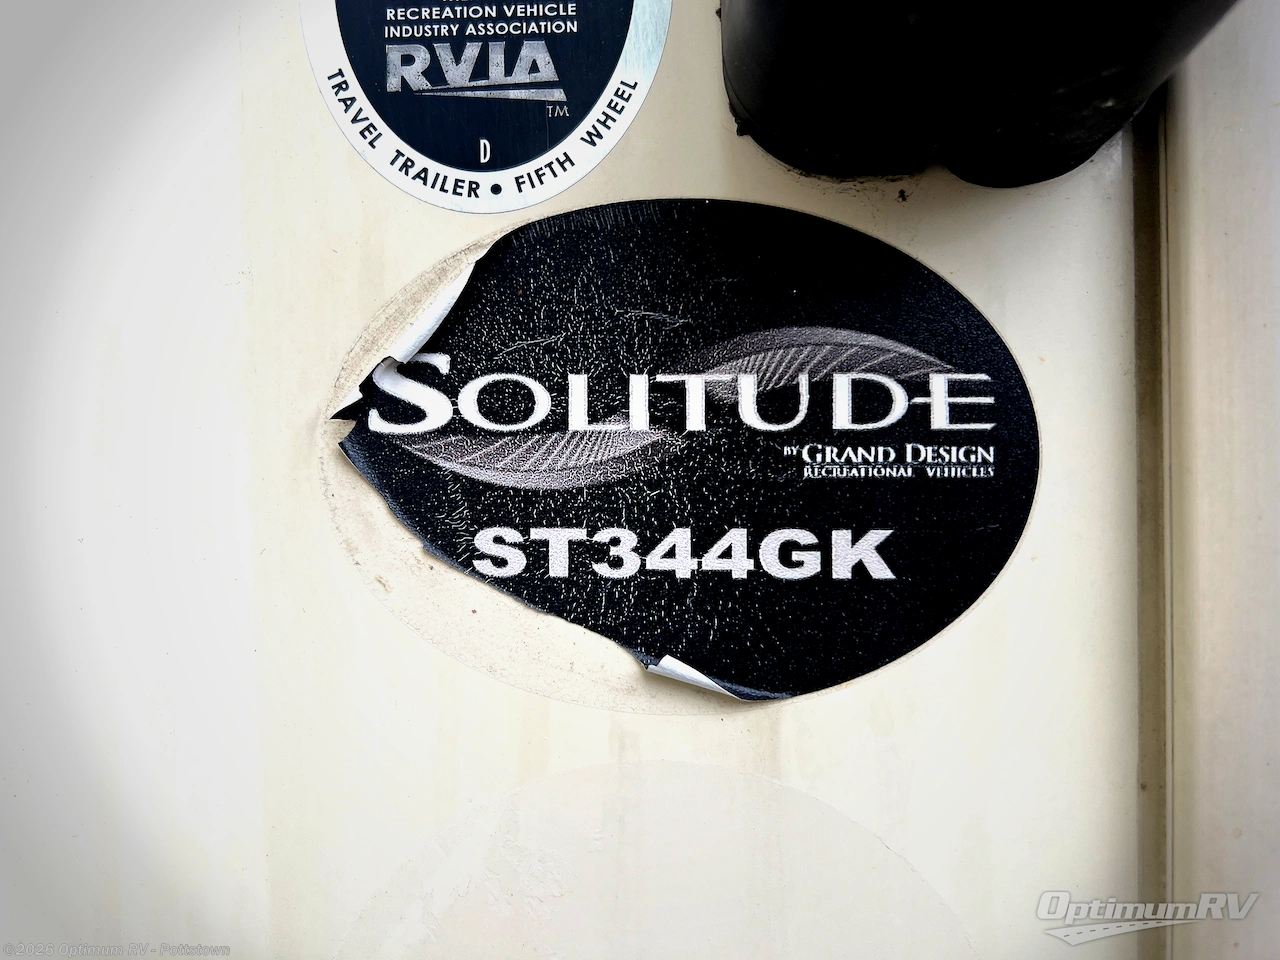 RECREATION VEHICLE
INDUSTRY ASSOCIATION
RVIA
TM
D
TRAVEL TRAILER • FIFTH WHEEL
SOLITUDE
BY GRAND DESIGN
RECREATIONAL VEHICLES
ST344GK
OptimumRV
©2026 Optimum RV - Pottstown